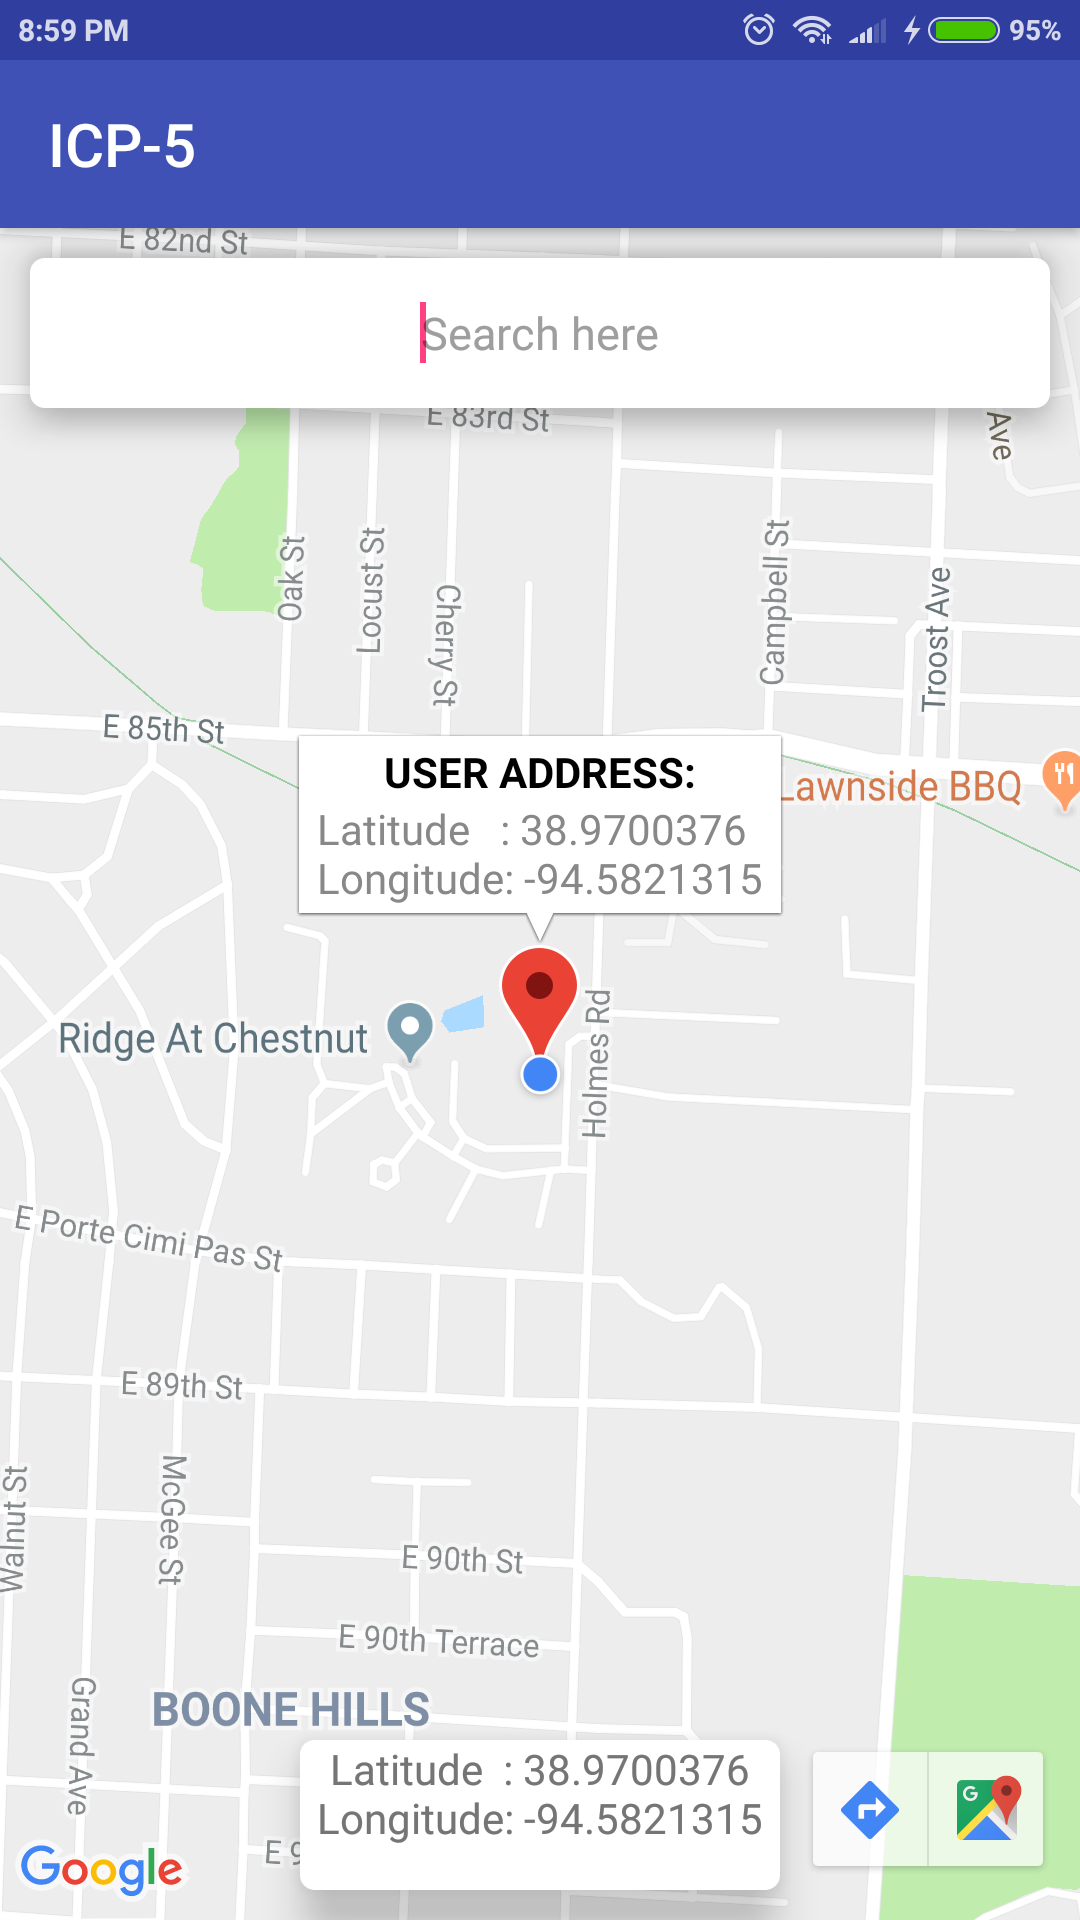 8:59 PM
95%
ICP-5
E 82nd St
Search here
E 83rd St
Ave
Oak St
Locust St
Cherry St
Campbell St
Troost Ave
E 85th St
USER ADDRESS:
Latitude : 38.9700376
Longitude: -94.5821315
Lawnside BBQ
Ridge At Chestnut
Holmes Rd
E Porte Cimi Pas St
E 89th St
Walnut St
McGee St
E 90th St
E 90th Terrace
Grand Ave
BOONE HILLS
Latitude : 38.9700376
Longitude: -94.5821315
E 9
G
Google